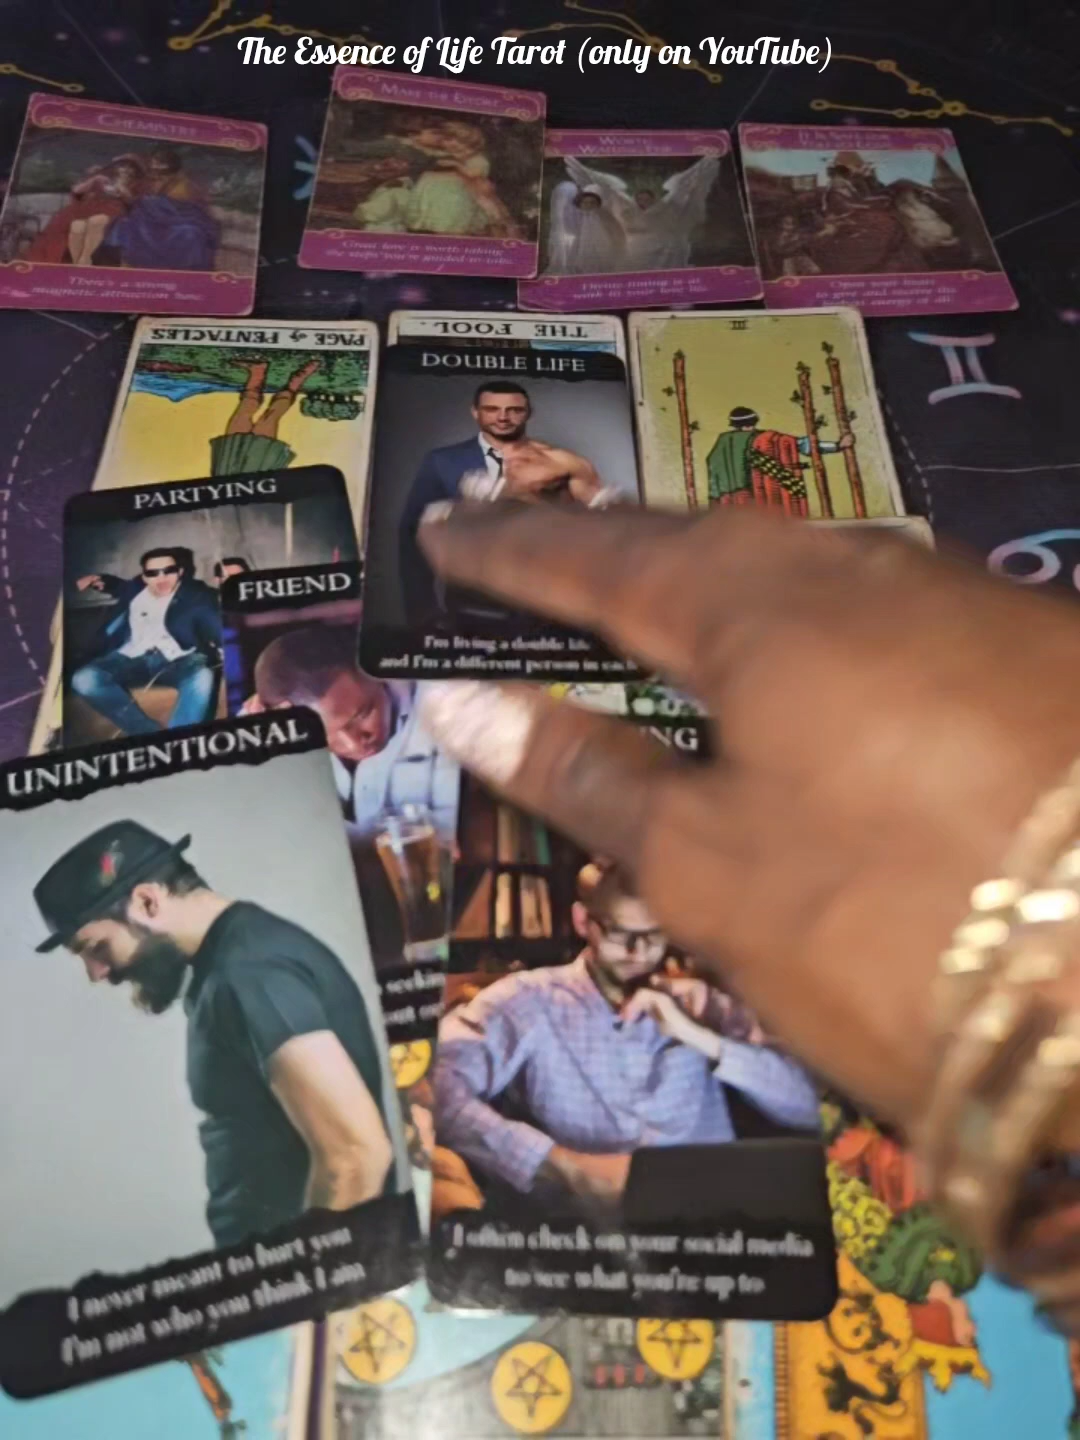 The Essence of Life Tarot (only on YouTube)
CHEMISTRY
There's a strong
magnetic attraction here.
MAKE THE EFFORT
Great love is worth taking
the steps you're guided to take.
WORTH
WAITING FOR
Divine timing is at
work in your love life.
IT IS SAFE FOR
YOU TO LOVE
Open your heart
to give and receive the
energy of all.
PAGE of PENTACLES
THE FOOL.
III
DOUBLE LIFE
I'm living a double life
and I'm a different person in each
PARTYING
FRIEND
UNINTENTIONAL
I never meant to hurt you
I'm not who you think I am
ING
seeking
out
I often check on your social media
to see what you're up to